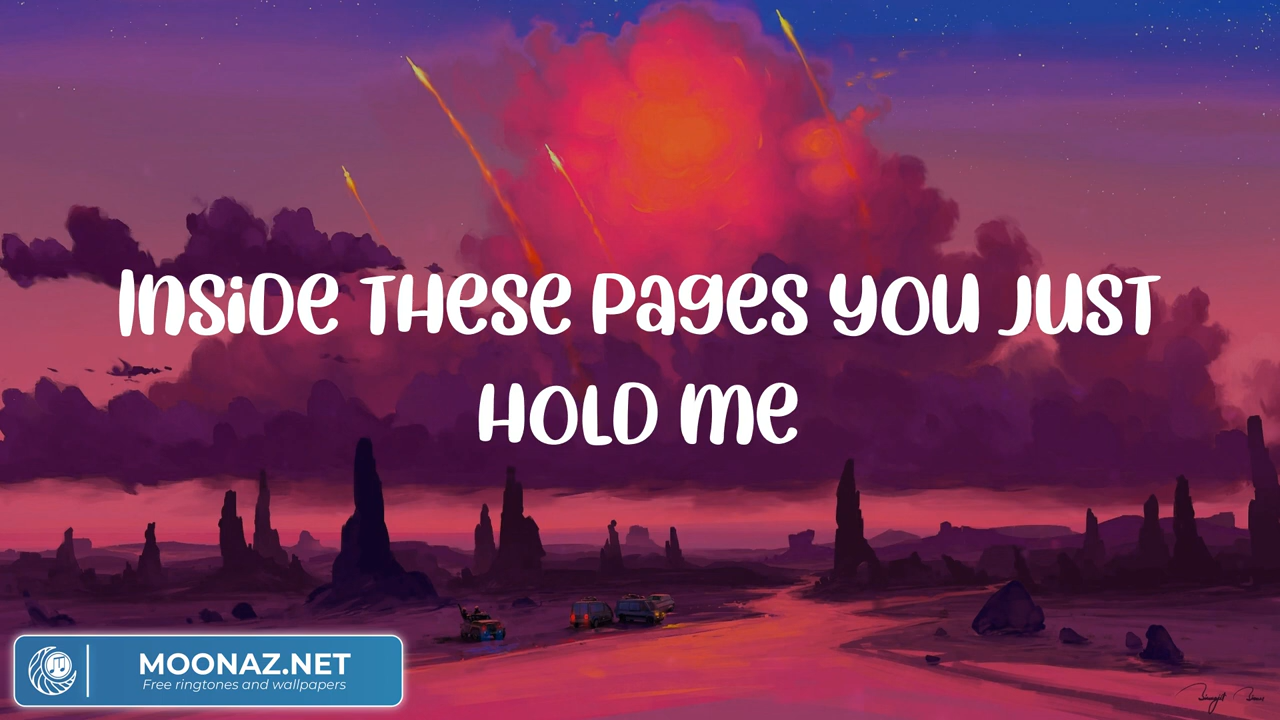 Inside these pages you just
hold me
MOONAZ.NET
Free ringtones and wallpapers